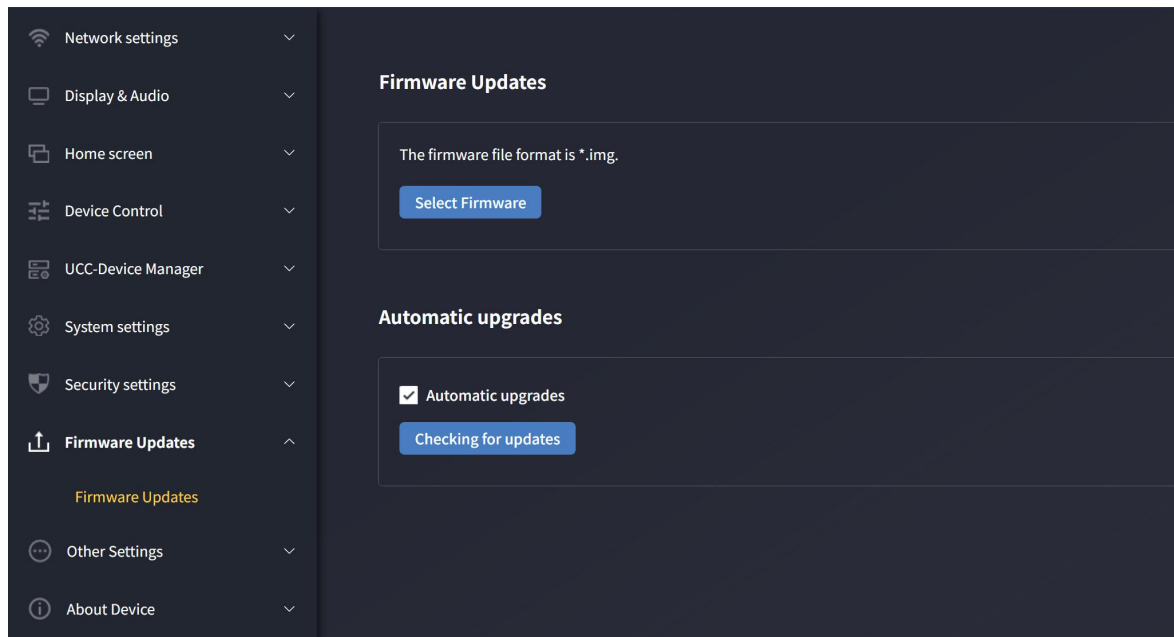 Network settings
Display & Audio
Home screen
Device Control
UCC-Device Manager
System settings
Security settings
Firmware Updates
Firmware Updates
Other Settings
About Device
Firmware Updates
The firmware file format is *.img.
Select Firmware
Automatic upgrades
Automatic upgrades
Checking for updates